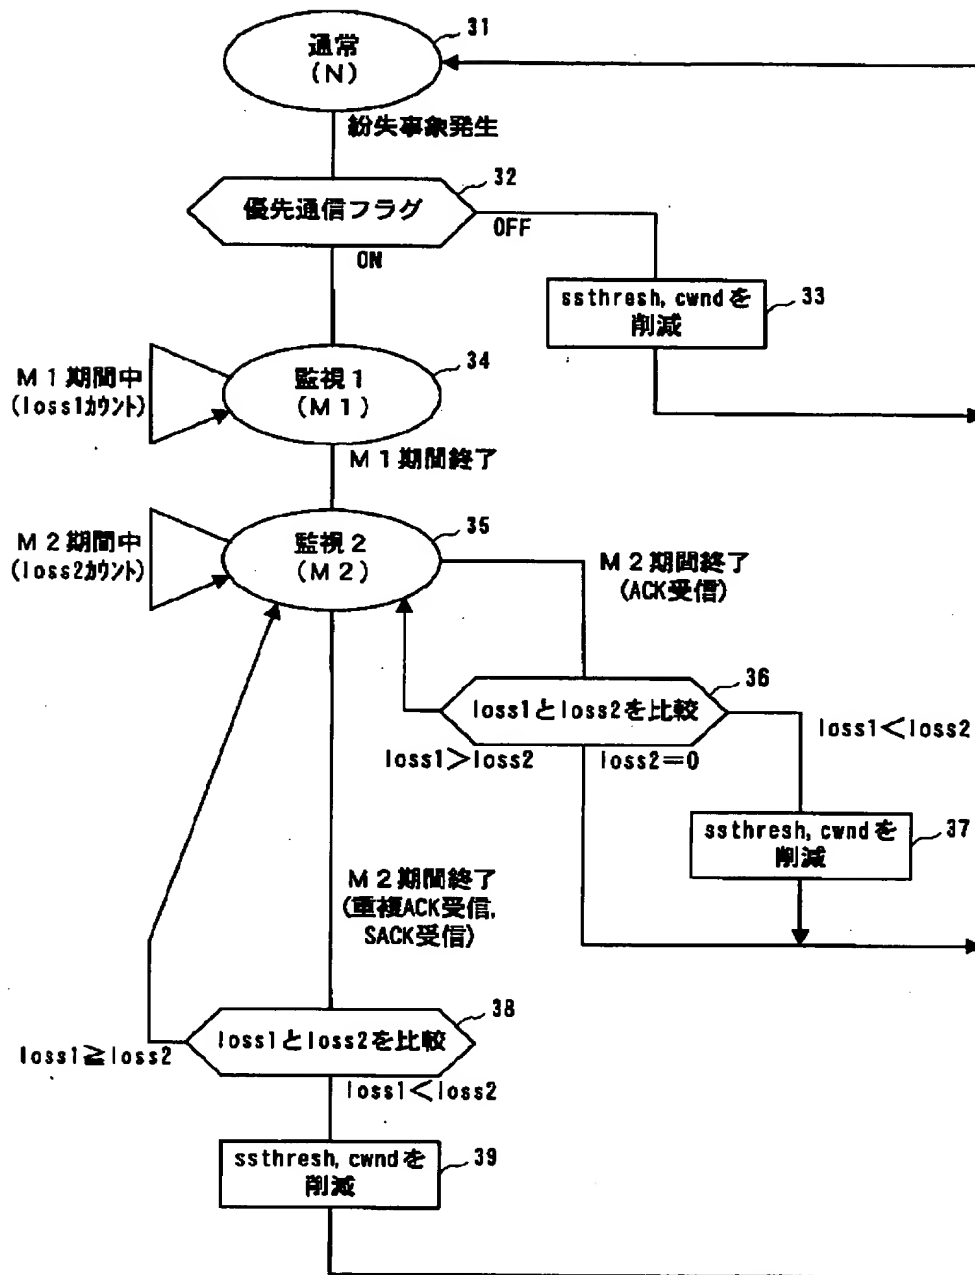 31
通常
(N)
紛失事象発生
32
優先通信フラグ
OFF
ON
ssthresh, cwndを
削減
33
34
監視1
(M1)
M1期間中
(loss1カウント)
M1期間終了
35
監視2
(M2)
M2期間中
(loss2カウント)
M2期間終了
(ACK受信)
36
loss1とloss2を比較
loss1<loss2
loss1>loss2
loss2=0
ssthresh, cwndを
削減
37
M2期間終了
(重複ACK受信,
SACK受信)
38
loss1とloss2を比較
loss1≧loss2
loss1<loss2
ssthresh, cwndを
削減
39